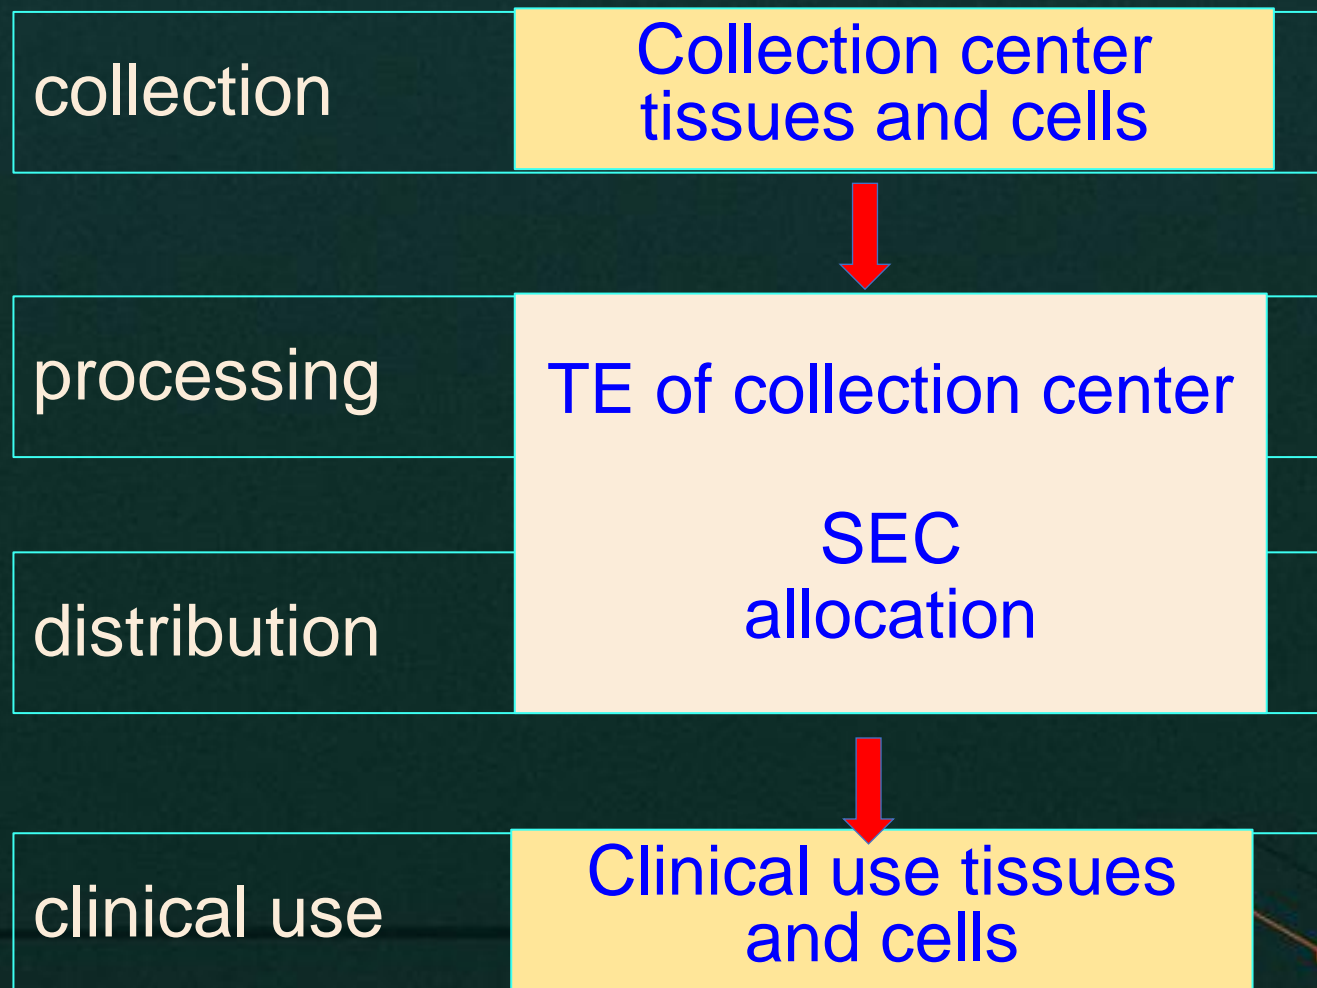 collection
Collection center
tissues and cells
processing
TE of collection center
SEC
allocation
distribution
clinical use
Clinical use tissues
and cells